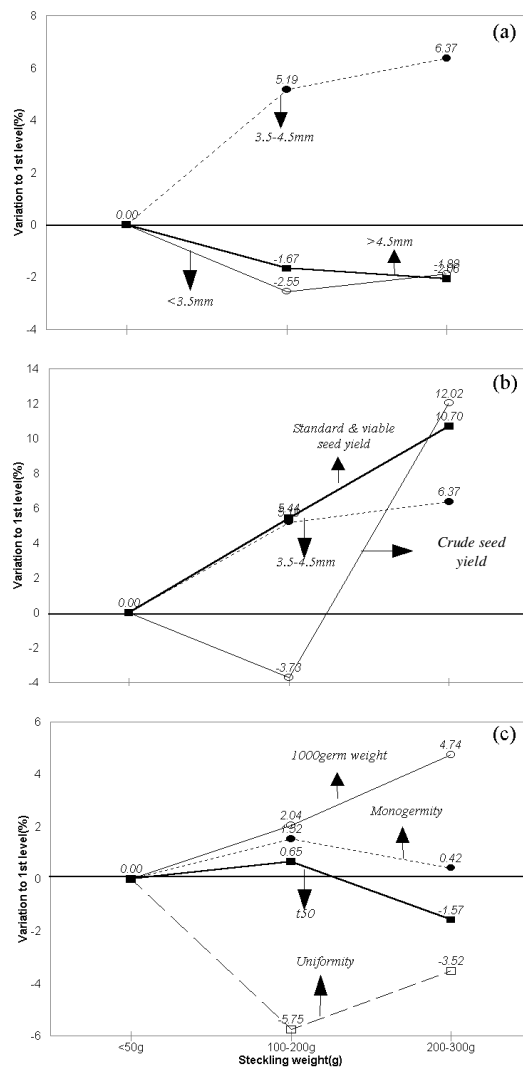 (a)
8
6
4
2
0
-2
-4
Variation to 1st level(%)
0.00
5.19
6.37
3.5-4.5mm
-1.67
-2.55
>4.5mm
<3.5mm
-2.06
(b)
14
12
10
8
6
4
2
0
-2
-4
Variation to 1st level(%)
12.02
10.70
Standard & viable
seed yield
5.44
6.37
3.5-4.5mm
Crude seed
yield
0.00
-3.73
(c)
6
4
2
0
-2
-4
-6
Variation to 1st level(%)
4.74
1000germ weight
2.04
Monogermity
0.65
0.42
0.00
t50
-1.57
Uniformity
-3.52
-5.75
<50g
100-200g
200-300g
Steckling weight(g)